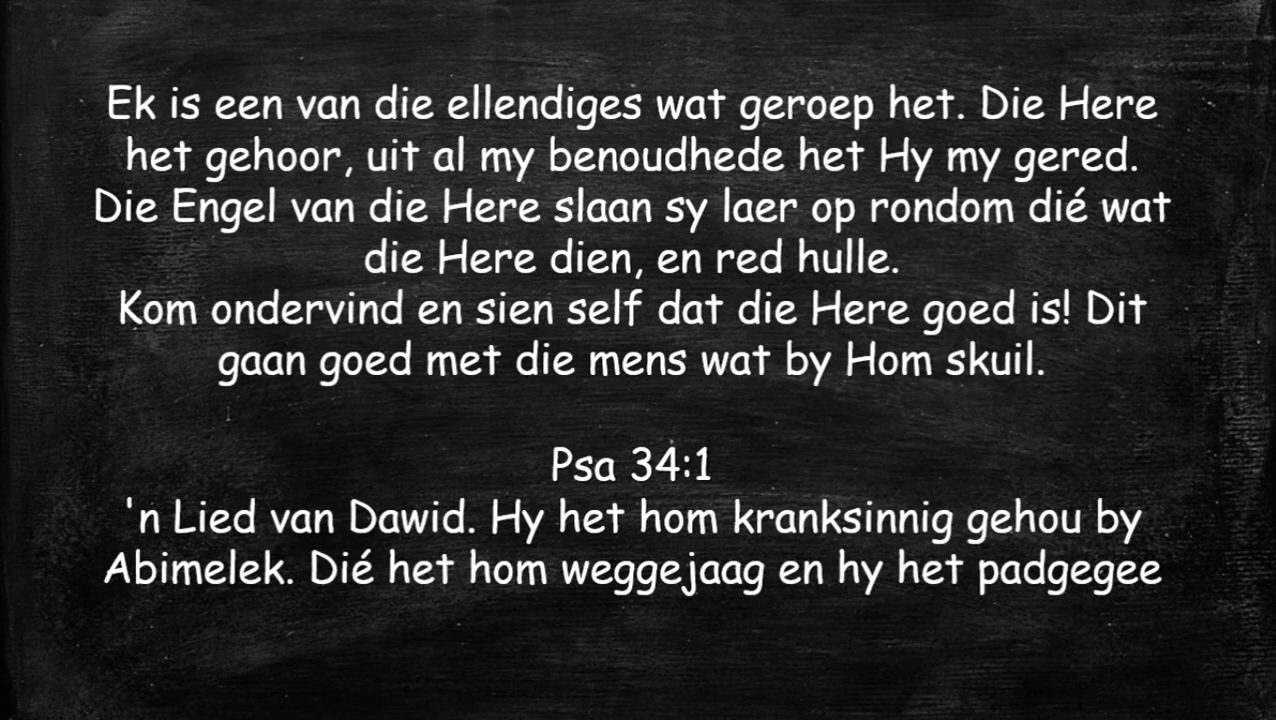 Ek is een van die ellendiges wat geroep het. Die Here
het gehoor, uit al my benoudhede het Hy my gered.
Die Engel van die Here slaan sy laer op rondom dié wat
die Here dien, en red hulle.
Kom ondervind en sien self dat die Here goed is! Dit
gaan goed met die mens wat by Hom skuil.
Psa 34:1
'n Lied van Dawid. Hy het hom kranksinnig gehou by
Abimelek. Dié het hom weggejaag en hy het padgegee